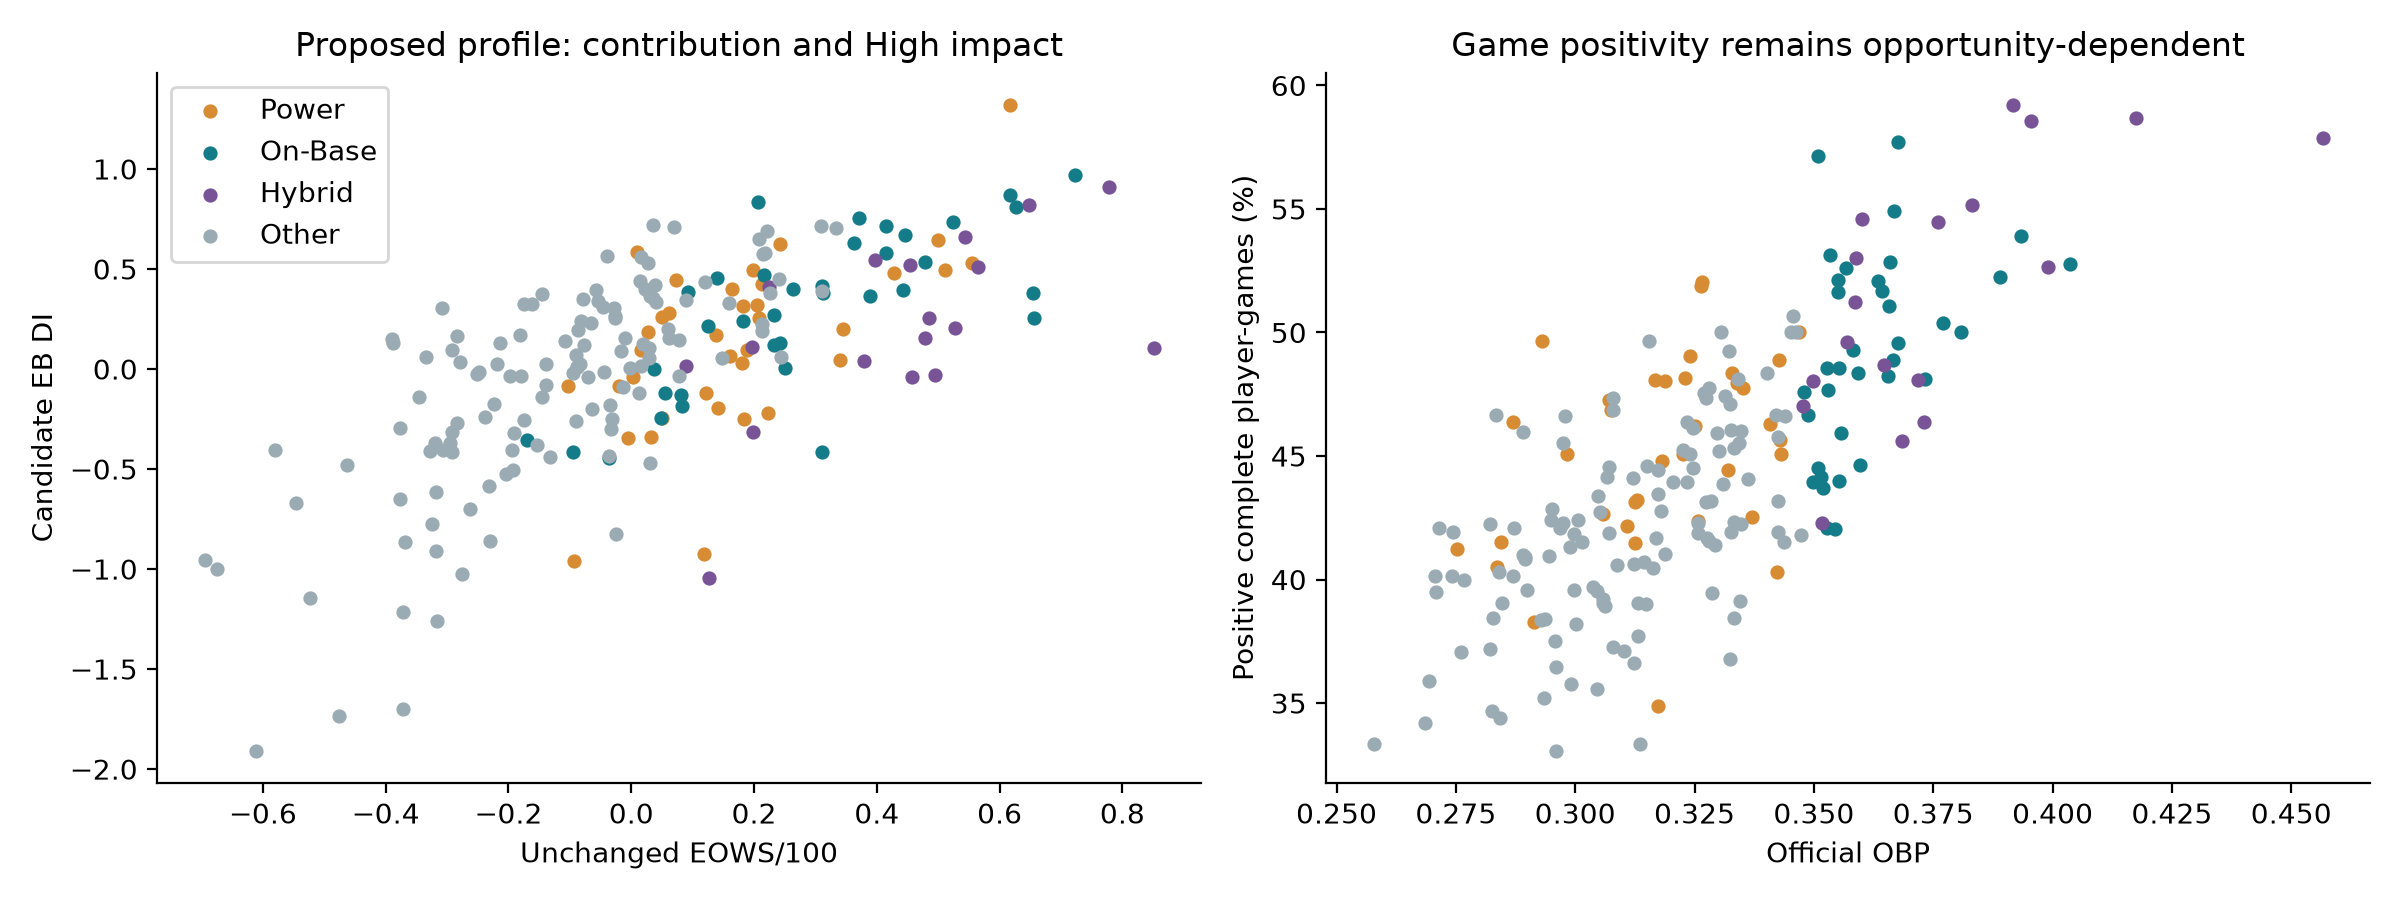 Proposed profile: contribution and High impact
Power
On-Base
Hybrid
Other
Candidate EB DI
1.0
0.5
0.0
−0.5
−1.0
−1.5
−2.0
−0.6 −0.4 −0.2 0.0 0.2 0.4 0.6 0.8
Unchanged EOWS/100
Game positivity remains opportunity-dependent
Positive complete player-games (%)
60
55
50
45
40
35
0.250 0.275 0.300 0.325 0.350 0.375 0.400 0.425 0.450
Official OBP